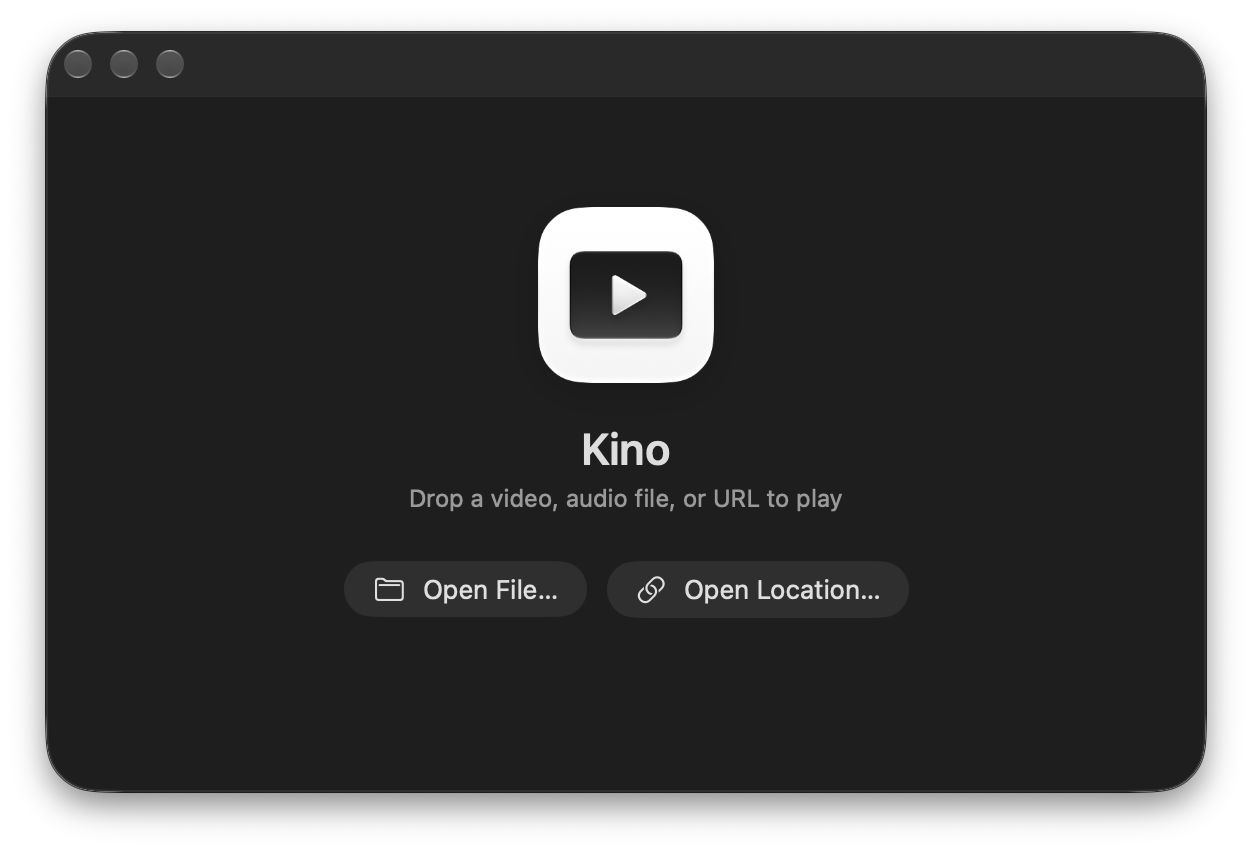 Kino
Drop a video, audio file, or URL to play
Open File...
Open Location...